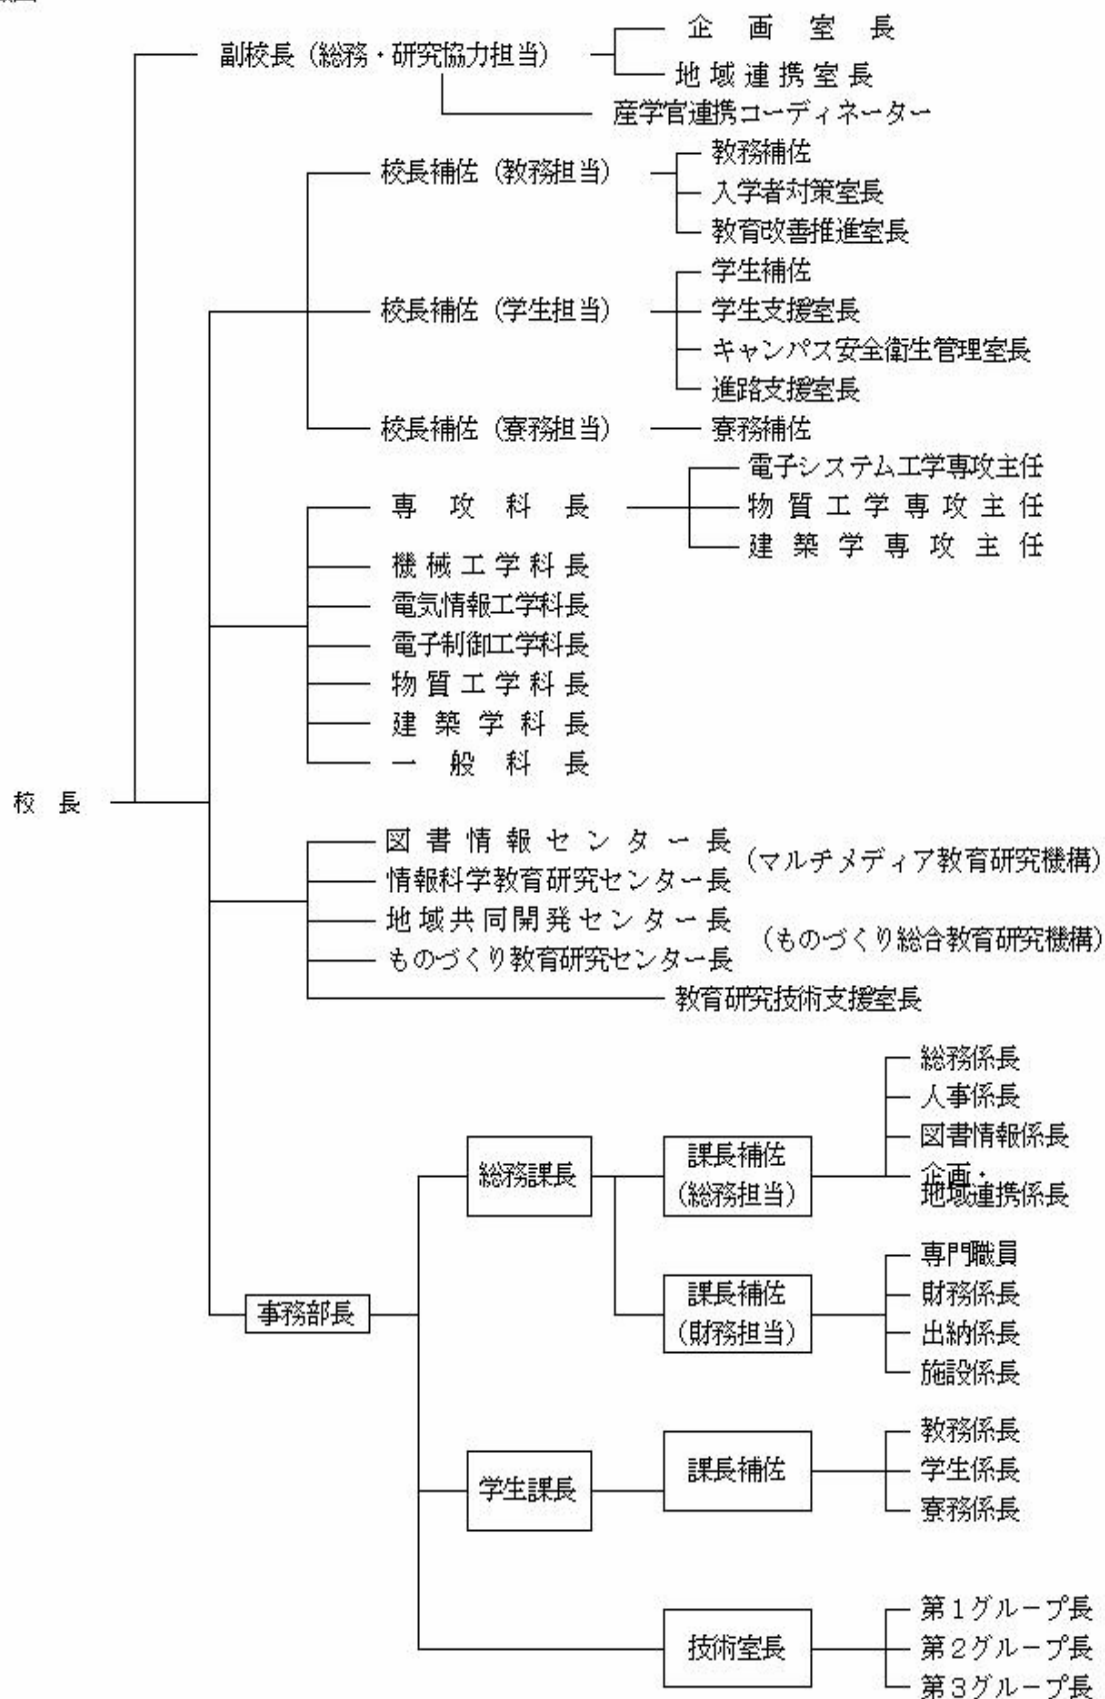 副校長（総務・研究協力担当）
企画室長
地域連携室長
産学官連携コーディネーター
校長補佐（教務担当）
教務補佐
入学者対策室長
教育改善推進室長
校長補佐（学生担当）
学生補佐
学生支援室長
キャンパス安全衛生管理室長
進路支援室長
校長補佐（寮務担当）
寮務補佐
専攻科長
電子システム工学専攻主任
物質工学専攻主任
建築学専攻主任
機械工学科長
電気情報工学科長
電子制御工学科長
物質工学科長
建築学科長
一般科長
校長
図書情報センター長
情報科学教育研究センター長
（マルチメディア教育研究機構）
地域共同開発センター長
ものづくり教育研究センター長
（ものづくり総合教育研究機構）
教育研究技術支援室長
事務部長
総務課長
課長補佐
（総務担当）
総務係長
人事係長
図書情報係長
企画・
地域連携係長
課長補佐
（財務担当）
専門職員
財務係長
出納係長
施設係長
学生課長
課長補佐
教務係長
学生係長
寮務係長
技術室長
第１グループ長
第２グループ長
第３グループ長